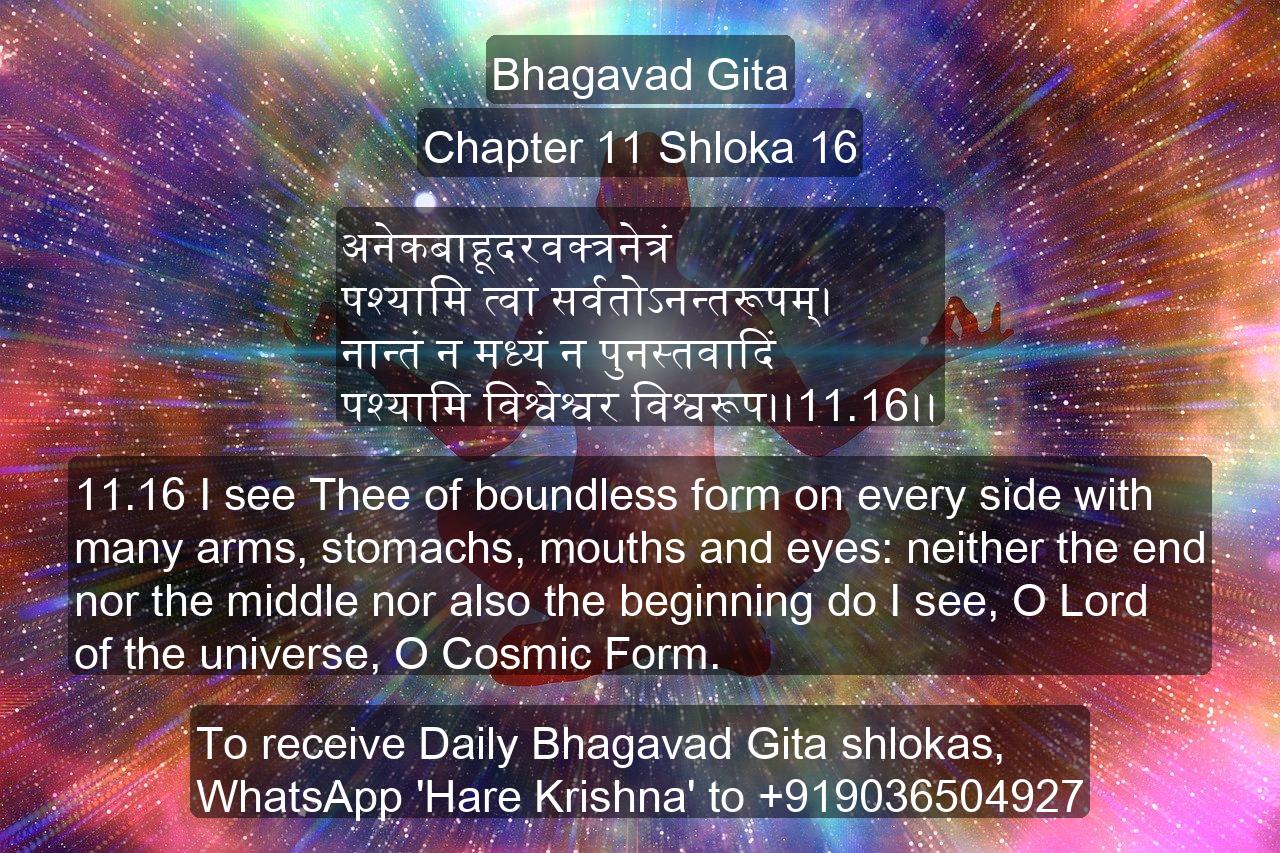 Bhagavad Gita
Chapter 11 Shloka 16
अनेकबाहूदरवक्त्रनेत्रं
पश्यामि त्वां सर्वतोऽनन्तरूपम्।
नान्तं न मध्यं न पुनस्तवादिं
पश्यामि विश्वेश्वर विश्वरूप।।11.16।।
11.16 I see Thee of boundless form on every side with
many arms, stomachs, mouths and eyes: neither the end
nor the middle nor also the beginning do I see, O Lord
of the universe, O Cosmic Form.
To receive Daily Bhagavad Gita shlokas,
WhatsApp 'Hare Krishna' to +919036504927